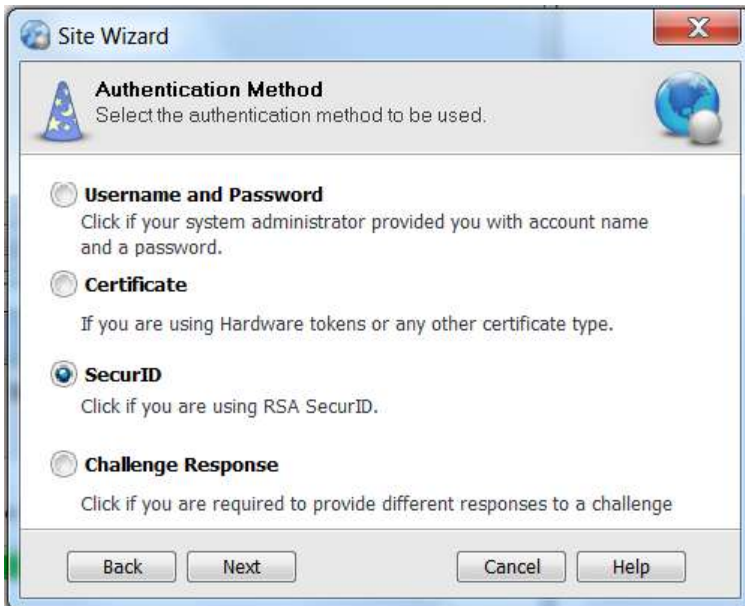 Site Wizard
Authentication Method
Select the authentication method to be used.
Username and Password
Click if your system administrator provided you with account name
and a password.
Certificate
If you are using Hardware tokens or any other certificate type.
SecurID
Click if you are using RSA SecurID.
Challenge Response
Click if you are required to provide different responses to a challenge
Back Next Cancel Help